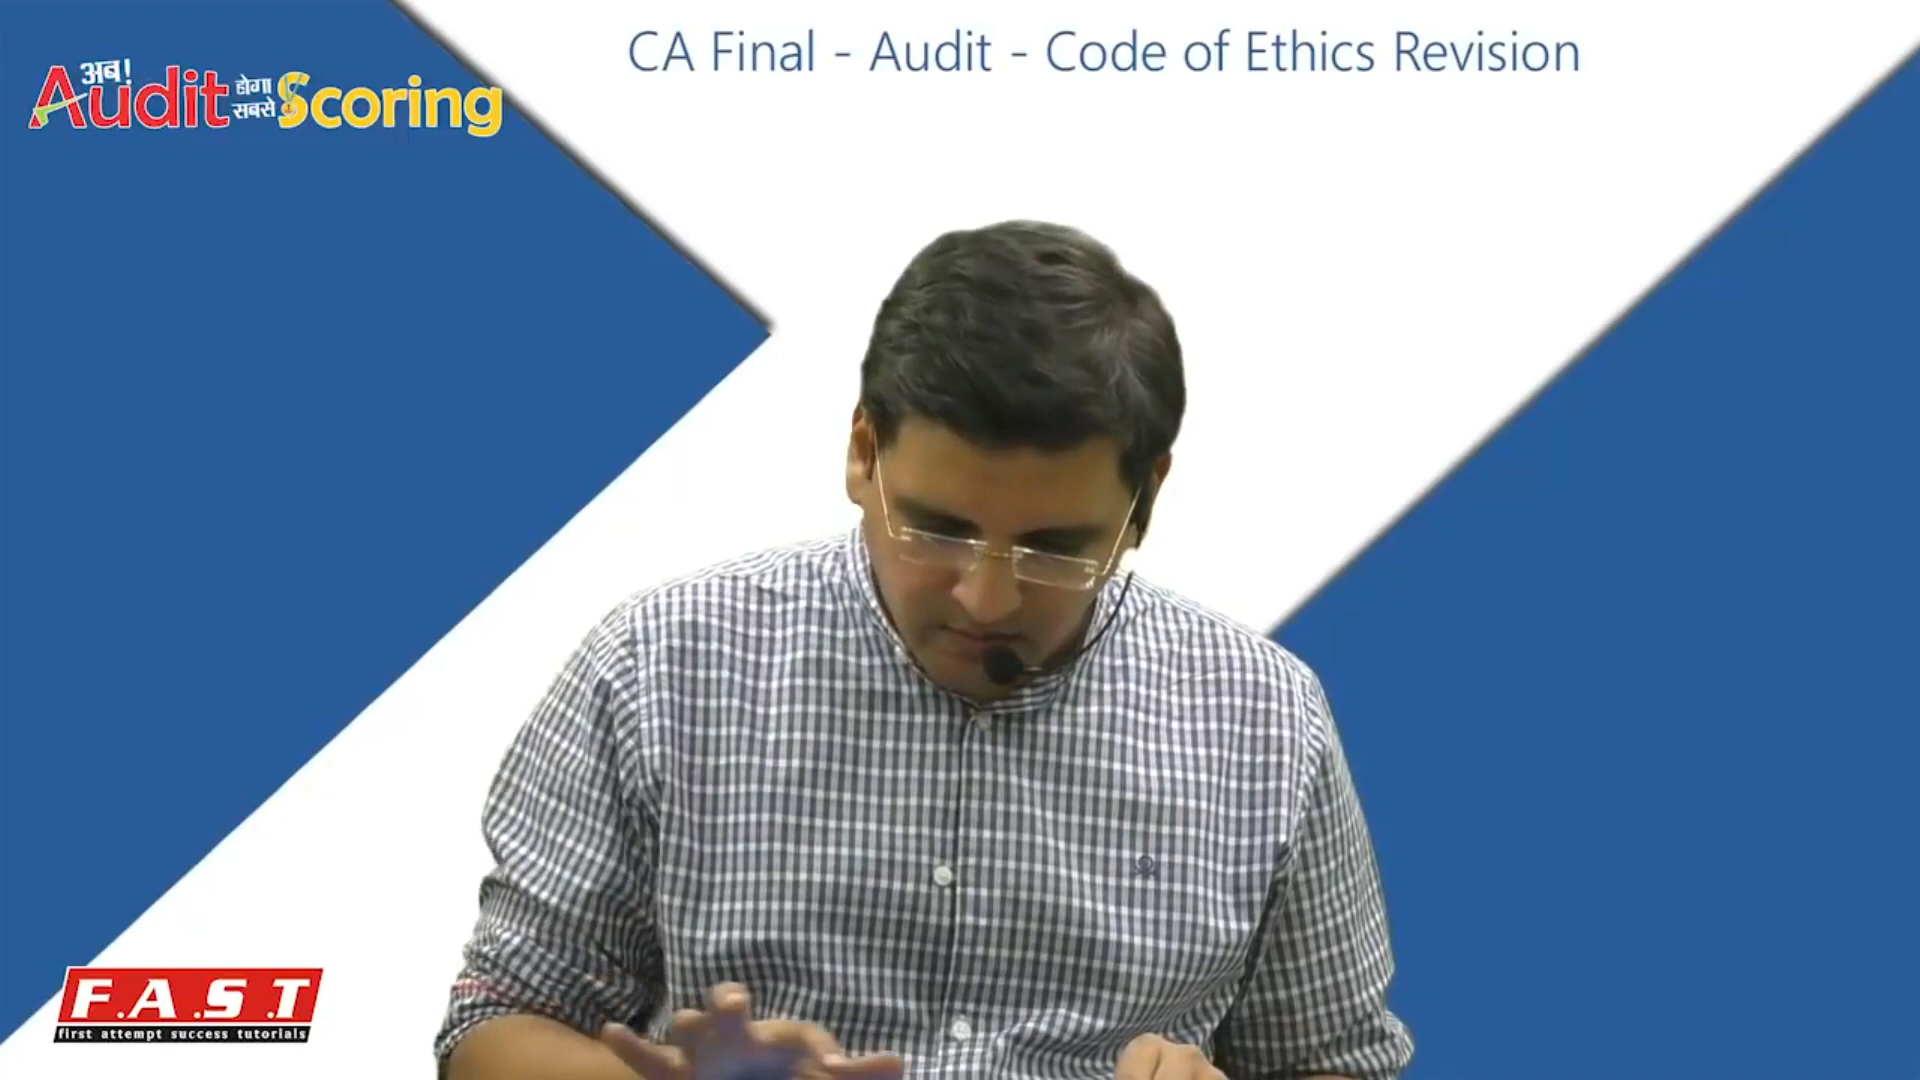 CA Final - Audit - Code of Ethics Revision
अब!
Audit होगा सबसे Scoring
F.A.S.T
first attempt success tutorials